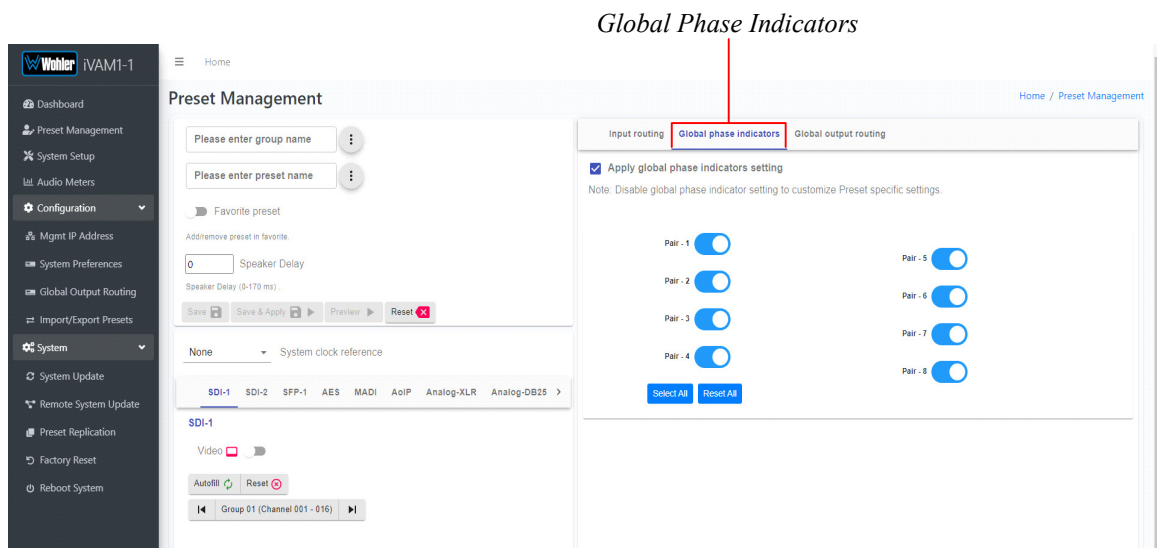 Global Phase Indicators
Wohler iVAM1-1
Home
Dashboard
Preset Management
System Setup
Audio Meters
Configuration
Mgmt IP Address
System Preferences
Global Output Routing
Import/Export Presets
System
System Update
Remote System Update
Preset Replication
Factory Reset
Reboot System
Preset Management
Home / Preset Management
Please enter group name
Please enter preset name
Favorite preset
Add/remove preset in favorite.
0 Speaker Delay
Speaker Delay (0-170 ms) .
Save Save & Apply Preview Reset
None System clock reference
SDI-1 SDI-2 SFP-1 AES MADI AoIP Analog-XLR Analog-DB25
SDI-1
Video
Autofill Reset
Group 01 (Channel 001 - 016)
Input routing Global phase indicators Global output routing
Apply global phase indicators setting
Note: Disable global phase indicator setting to customize Preset specific settings.
Pair - 1
Pair - 2
Pair - 3
Pair - 4
Pair - 5
Pair - 6
Pair - 7
Pair - 8
Select All Reset All